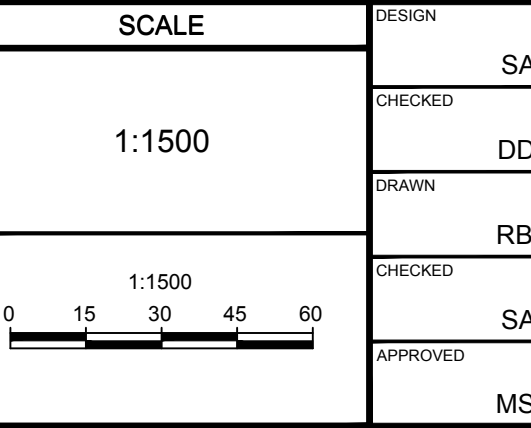 SCALE
1:1500
1:1500
0 15 30 45 60
DESIGN
SA
CHECKED
DD
DRAWN
RB
CHECKED
SA
APPROVED
MS